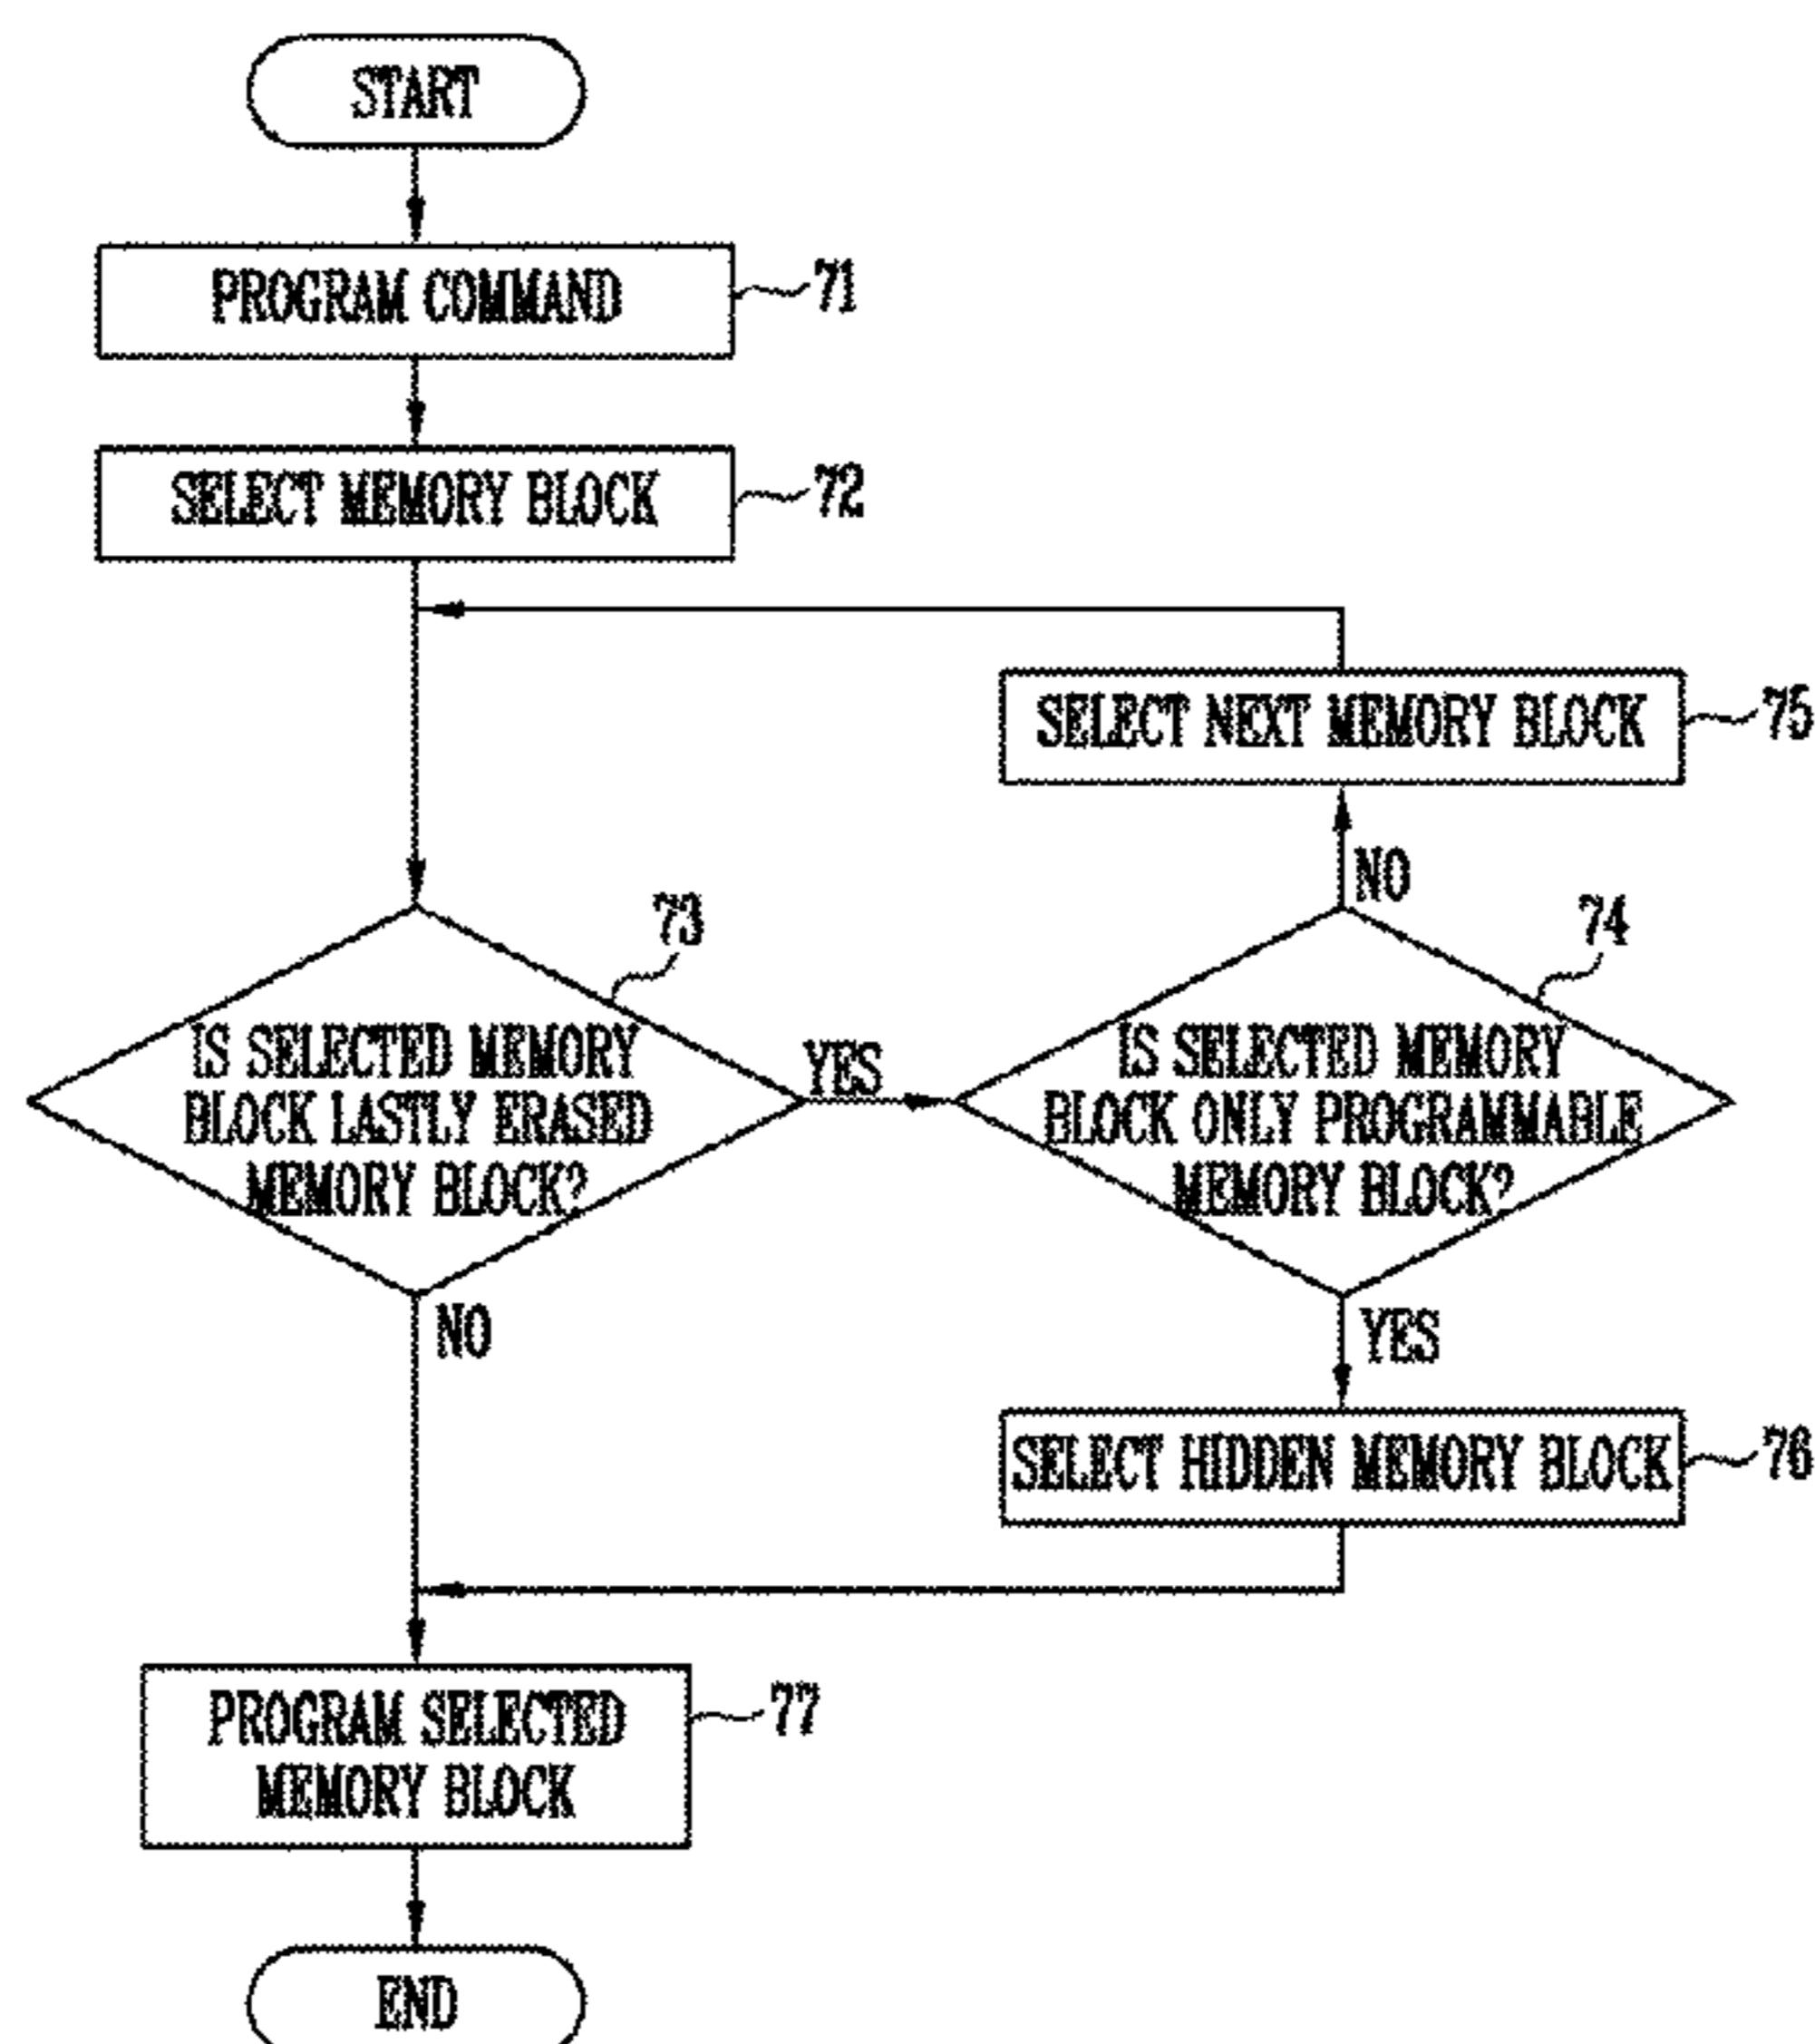 START
PROGRAM COMMAND
71
SELECT MEMORY BLOCK
72
SELECT NEXT MEMORY BLOCK
75
NO
73
74
IS SELECTED MEMORY
BLOCK LASTLY ERASED
MEMORY BLOCK?
YES
IS SELECTED MEMORY
BLOCK ONLY PROGRAMMABLE
MEMORY BLOCK?
NO
YES
SELECT HIDDEN MEMORY BLOCK
76
PROGRAM SELECTED
MEMORY BLOCK
77
END